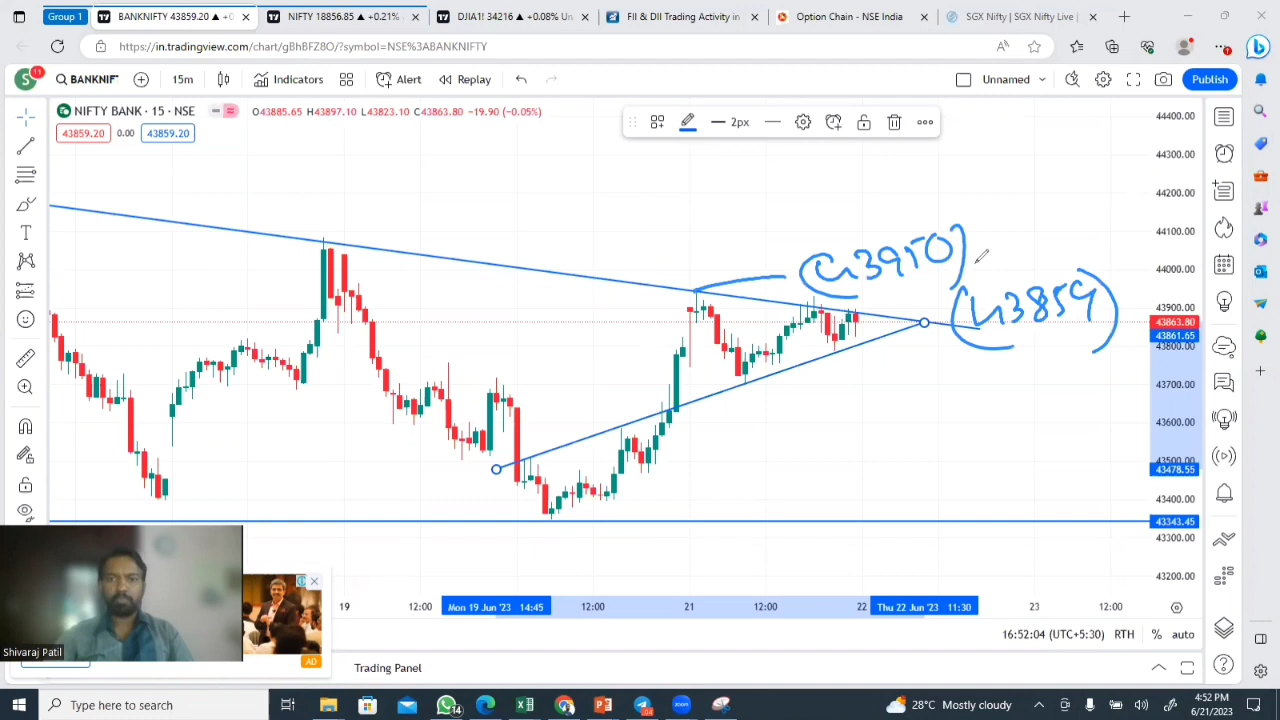 Group 1
BANKNIFTY 43859.20 ▲ +0
NIFTY 18856.85 ▲ +0.21%
DJIA 34218 ▲ +0.08% Un
FII & DII Trading Activity in
Option Chain - NSE India
SGX Nifty | SGX Nifty Live |
https://in.tradingview.com/chart/gBhBFZ8O/?symbol=NSE%3ABANKNIFTY
S 11
BANKNIF
15m
Indicators
Alert
Replay
Unnamed
Publish
NIFTY BANK · 15 · NSE
O43885.65 H43897.10 L43823.10 C43863.80 −19.90 (−0.05%)
43859.20 0.00 43859.20
2px
44400.00
44300.00
44200.00
44100.00
44000.00
43900.00
43863.80
43861.65
43800.00
43700.00
43600.00
43500.00
43478.55
43400.00
43343.45
43300.00
43200.00
(43950)
(43859)
19
12:00
Mon 19 Jun '23 14:45
12:00
21
12:00
22
Thu 22 Jun '23 11:30
23
12:00
16:52:04 (UTC+5:30) RTH % auto
Shivaraj Patil
AD
Trading Panel
Type here to search
28°C Mostly cloudy
4:52 PM
6/21/2023